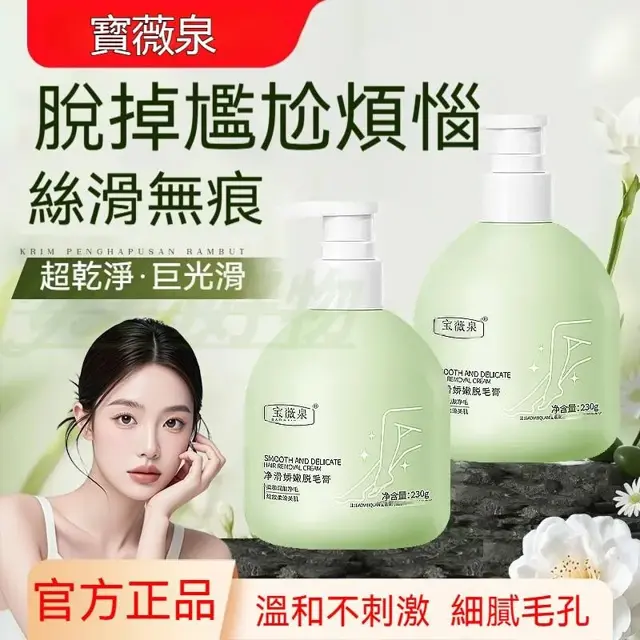 寶薇泉
脫掉尷尬煩惱
絲滑無痕
KRIM PENGHAPUSAN RAMBUT
超乾淨·巨光滑
好物
宝薇泉®
SMOOTH AND DELICATE
HAIR REMOVAL CREAM
净滑娇嫩脱毛膏
净含量:230g
宝薇泉®
OOTH AND DELICATE
REMOVAL CREAM
滑娇嫩脱毛膏
净含量:230g
官方正品
溫和不刺激 細膩毛孔